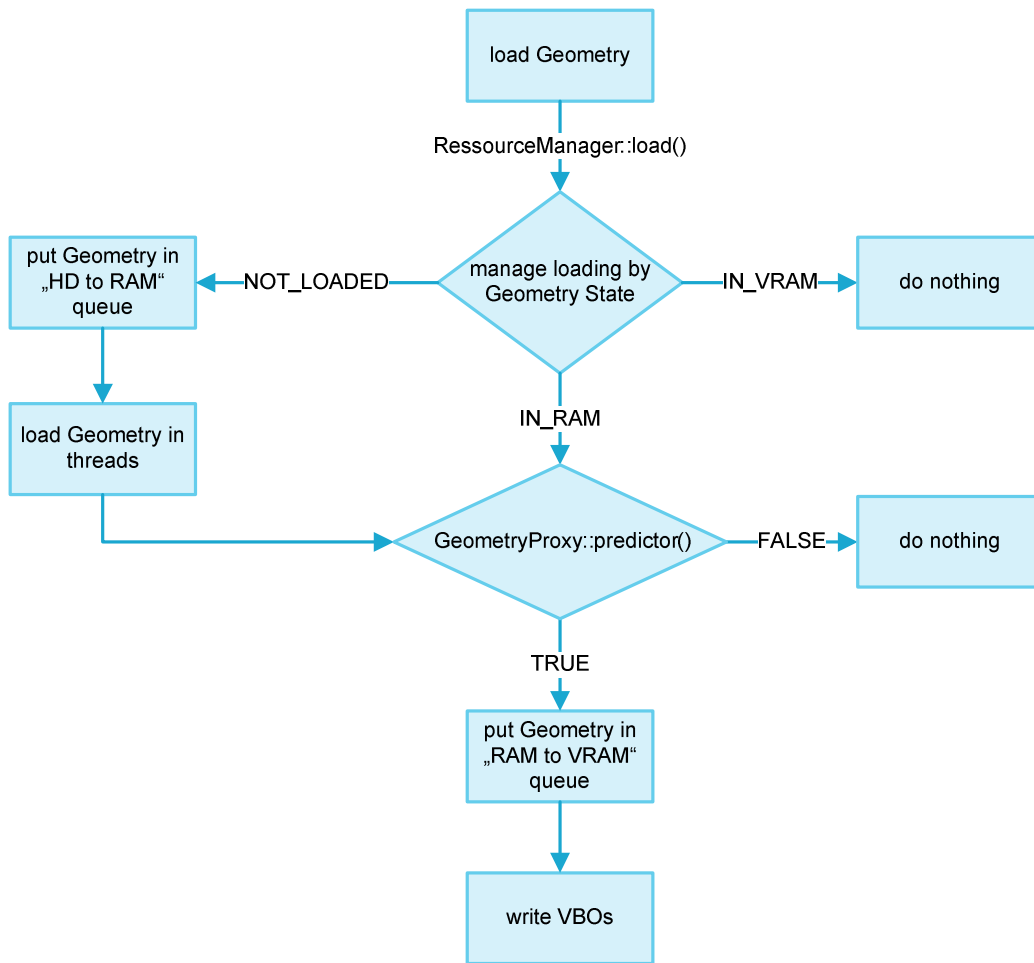 load Geometry
RessourceManager::load()
put Geometry in
„HD to RAM“
queue
NOT_LOADED
manage loading by
Geometry State
IN_VRAM
do nothing
IN_RAM
load Geometry in
threads
GeometryProxy::predictor()
FALSE
do nothing
TRUE
put Geometry in
„RAM to VRAM“
queue
write VBOs